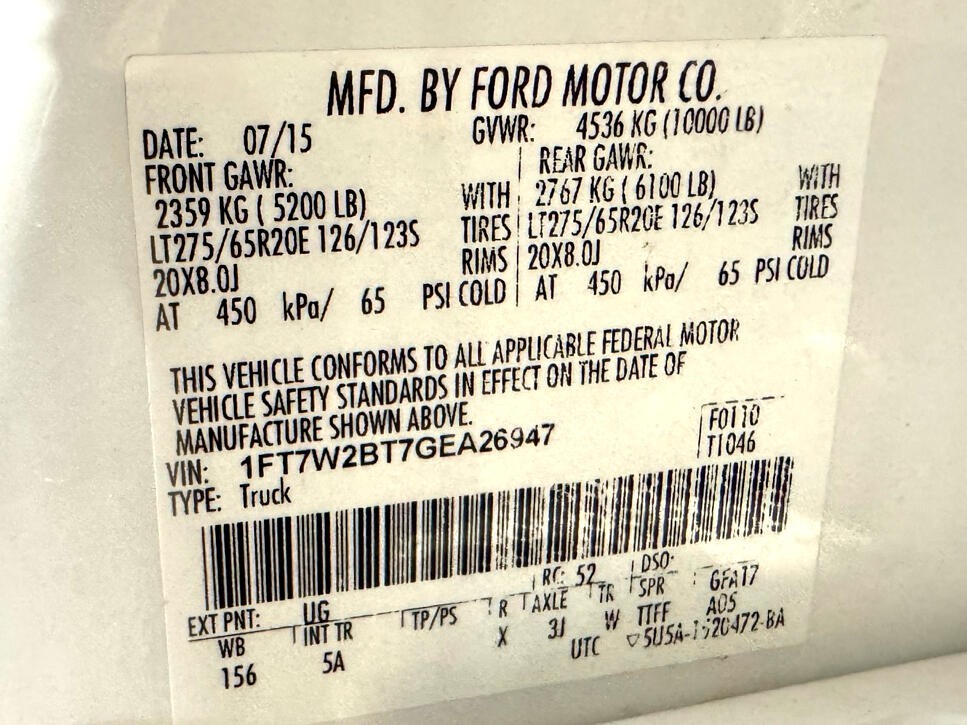 MFD. BY FORD MOTOR CO.
DATE: 07/15 GVWR: 4536 KG (10000 LB)
FRONT GAWR: REAR GAWR:
2359 KG ( 5200 LB) WITH 2767 KG ( 6100 LB) WITH
LT275/65R20E 126/123S TIRES LT275/65R20E 126/123S TIRES
20X8.0J RIMS 20X8.0J RIMS
AT 450 kPa/ 65 PSI COLD AT 450 kPa/ 65 PSI COLD
THIS VEHICLE CONFORMS TO ALL APPLICABLE FEDERAL MOTOR
VEHICLE SAFETY STANDARDS IN EFFECT ON THE DATE OF
MANUFACTURE SHOWN ABOVE.
F0110
VIN: 1FT7W2BT7GEA26947 T1046
TYPE: Truck
EXT PNT: UG RC: 52 DSO:
WB INT TR TP/PS R AXLE TR SPR GFA17
156 5A X 3J W TTFF A05
UTC 5U5A-1520472-BA